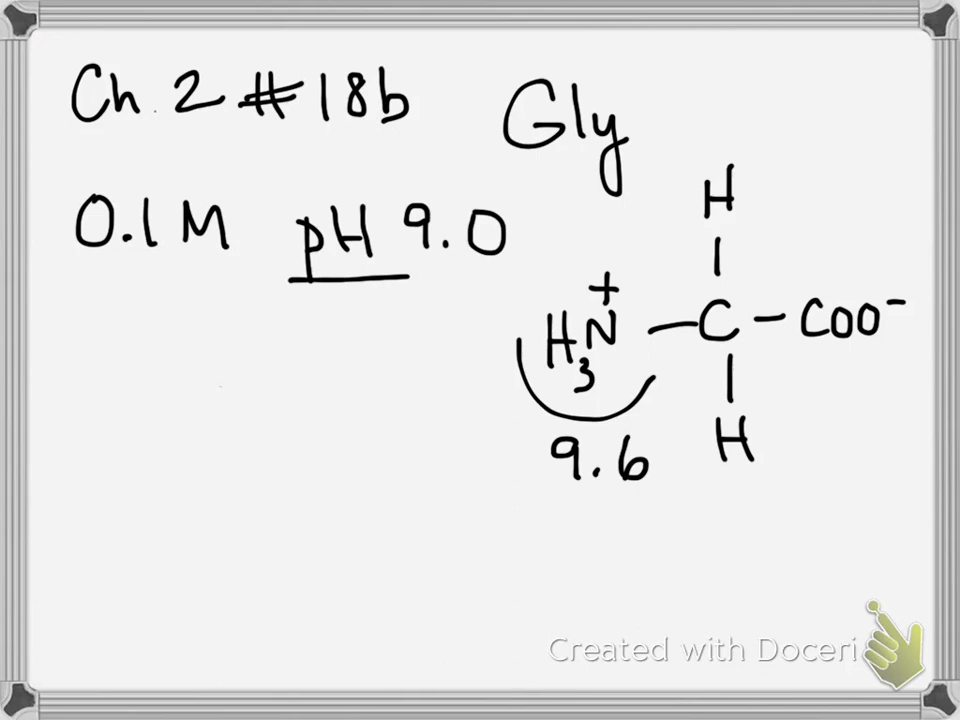 Ch. 2 #18b
Gly
0.1 M pH 9.0
H
H₃N⁺ – C – COO⁻
H
9.6
Created with Doceri